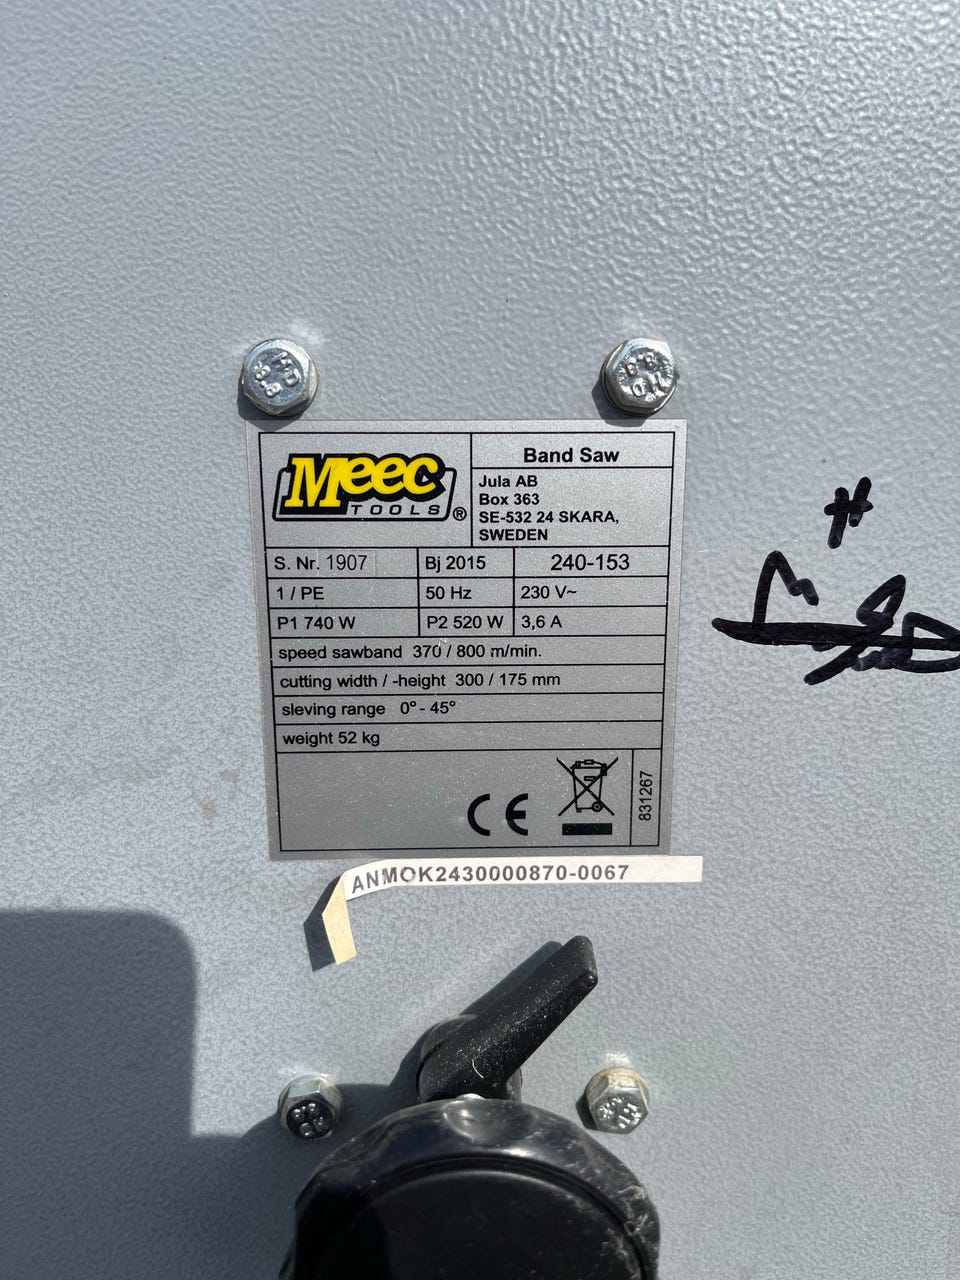 Meec
TOOLS®
Band Saw
Jula AB
Box 363
SE-532 24 SKARA,
SWEDEN
S. Nr. 1907 Bj 2015 240-153
1 / PE 50 Hz 230 V~
P1 740 W P2 520 W 3,6 A
speed sawband 370 / 800 m/min.
cutting width / -height 300 / 175 mm
sleving range 0° - 45°
weight 52 kg
CE
831267
ANMOK2430000870-0067